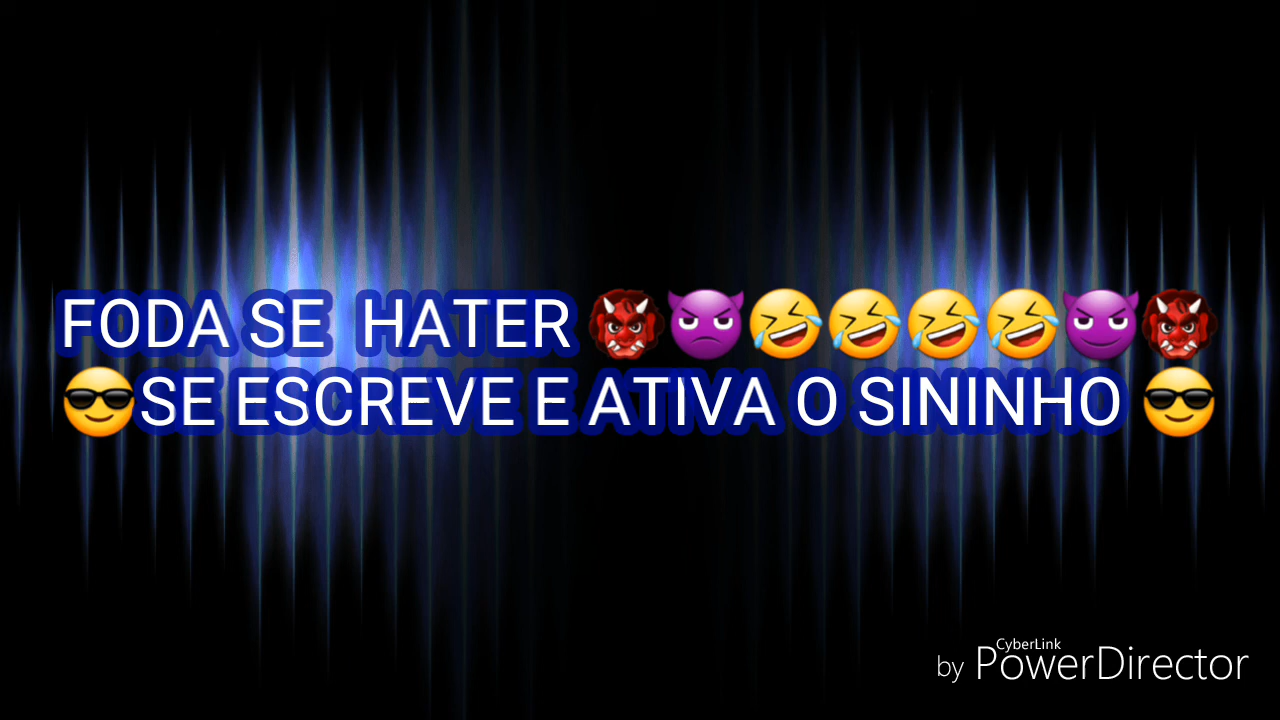 FODA SE  HATER 👹👿🤣🤣🤣🤣😈👹
😎SE ESCREVE E ATIVA O SININHO 😎
CyberLink
by PowerDirector